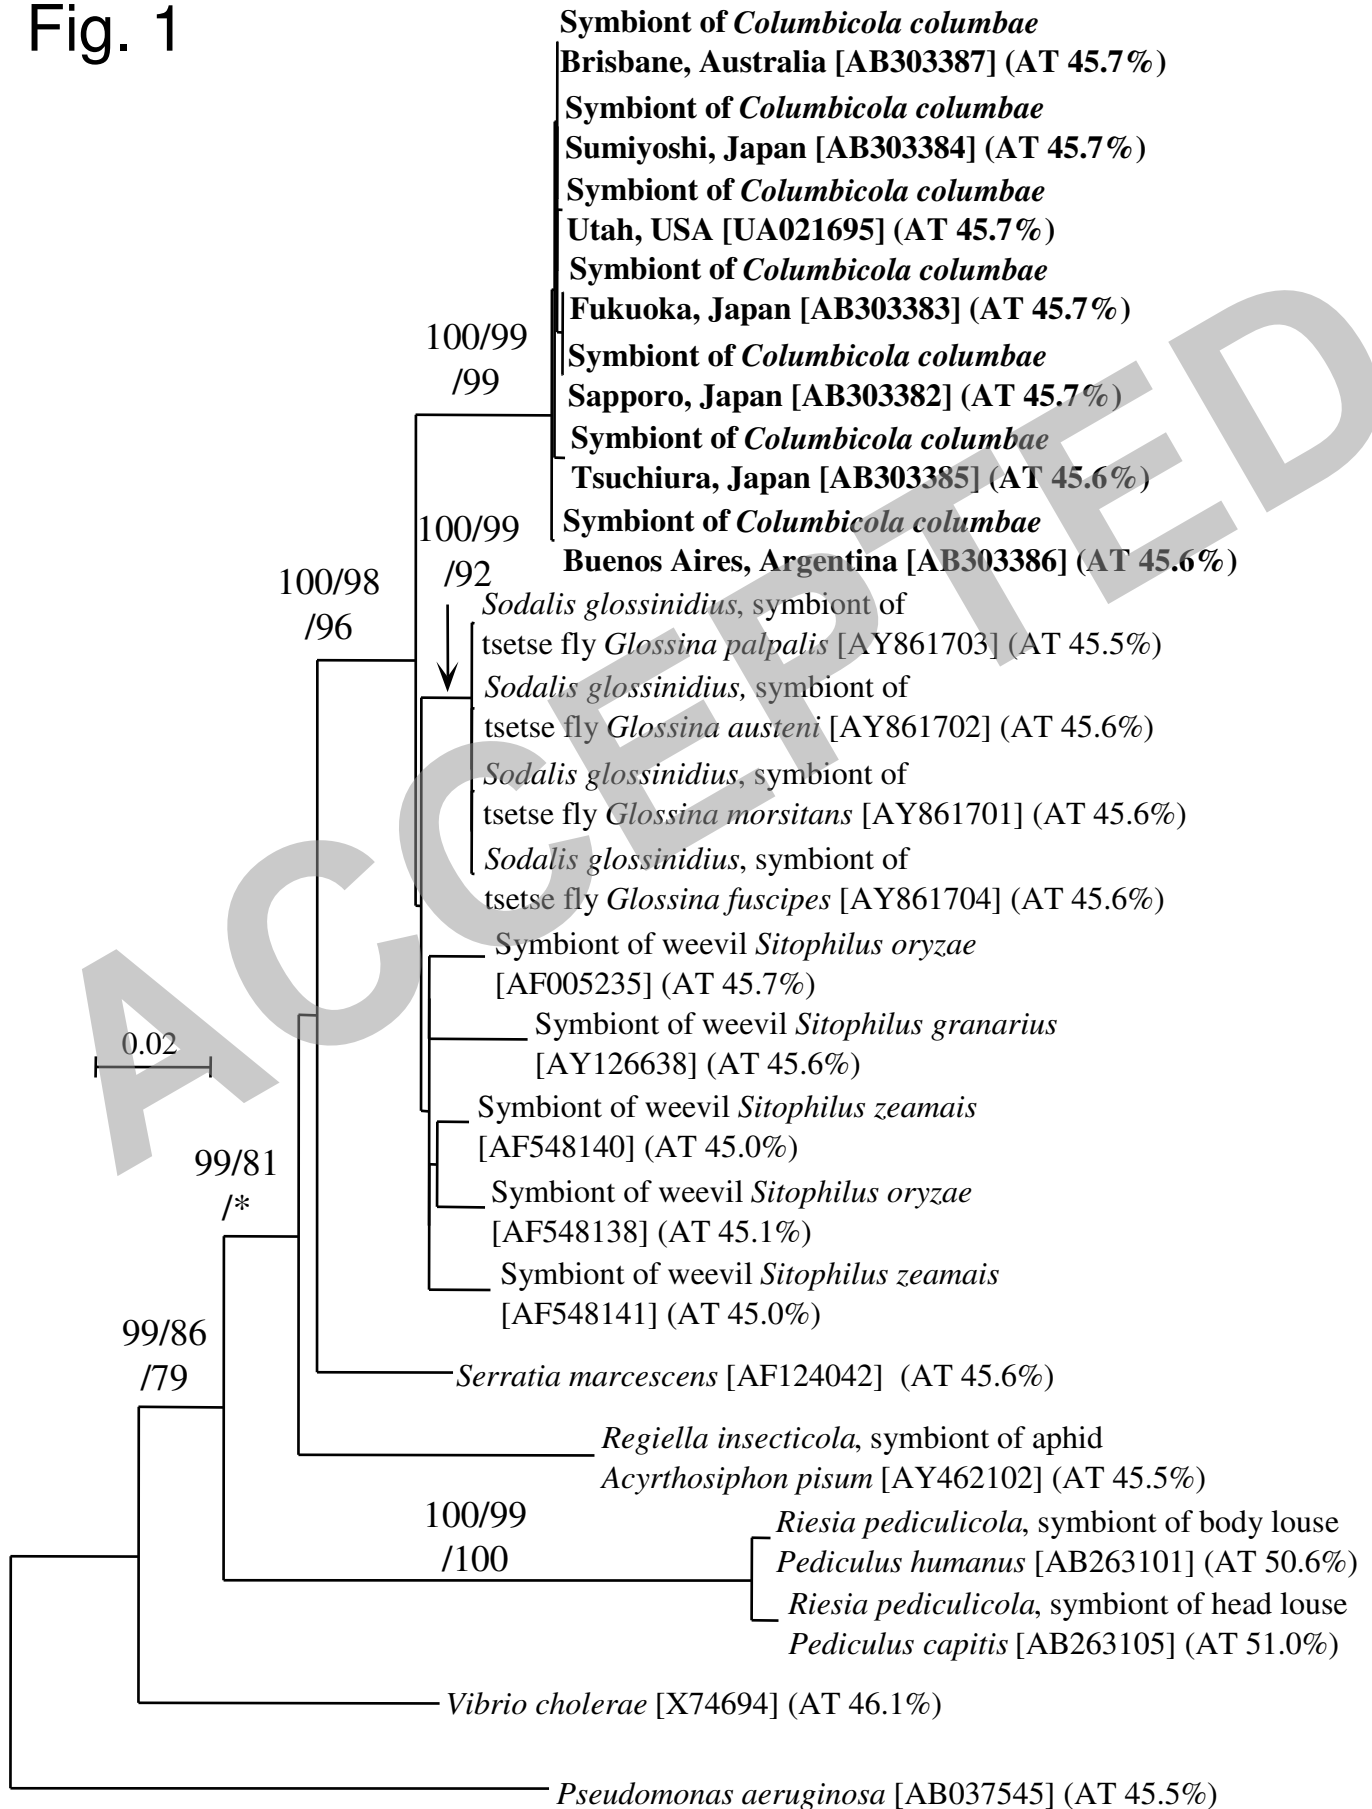 Fig. 1
Symbiont of Columbicola columbae
Brisbane, Australia [AB303387] (AT 45.7%)
Symbiont of Columbicola columbae
Sumiyoshi, Japan [AB303384] (AT 45.7%)
Symbiont of Columbicola columbae
Utah, USA [UA021695] (AT 45.7%)
Symbiont of Columbicola columbae
Fukuoka, Japan [AB303383] (AT 45.7%)
100/99
/99
Symbiont of Columbicola columbae
Sapporo, Japan [AB303382] (AT 45.7%)
Symbiont of Columbicola columbae
Tsuchiura, Japan [AB303385] (AT 45.6%)
Symbiont of Columbicola columbae
Buenos Aires, Argentina [AB303386] (AT 45.6%)
100/99
/92
100/98
/96
Sodalis glossinidius, symbiont of
tsetse fly Glossina palpalis [AY861703] (AT 45.5%)
Sodalis glossinidius, symbiont of
tsetse fly Glossina austeni [AY861702] (AT 45.6%)
Sodalis glossinidius, symbiont of
tsetse fly Glossina morsitans [AY861701] (AT 45.6%)
Sodalis glossinidius, symbiont of
tsetse fly Glossina fuscipes [AY861704] (AT 45.6%)
Symbiont of weevil Sitophilus oryzae
[AF005235] (AT 45.7%)
Symbiont of weevil Sitophilus granarius
[AY126638] (AT 45.6%)
0.02
Symbiont of weevil Sitophilus zeamais
[AF548140] (AT 45.0%)
99/81
/*
Symbiont of weevil Sitophilus oryzae
[AF548138] (AT 45.1%)
Symbiont of weevil Sitophilus zeamais
[AF548141] (AT 45.0%)
99/86
/79
Serratia marcescens [AF124042] (AT 45.6%)
Regiella insecticola, symbiont of aphid
Acyrthosiphon pisum [AY462102] (AT 45.5%)
100/99
/100
Riesia pediculicola, symbiont of body louse
Pediculus humanus [AB263101] (AT 50.6%)
Riesia pediculicola, symbiont of head louse
Pediculus capitis [AB263105] (AT 51.0%)
Vibrio cholerae [X74694] (AT 46.1%)
Pseudomonas aeruginosa [AB037545] (AT 45.5%)
ACCEPTED